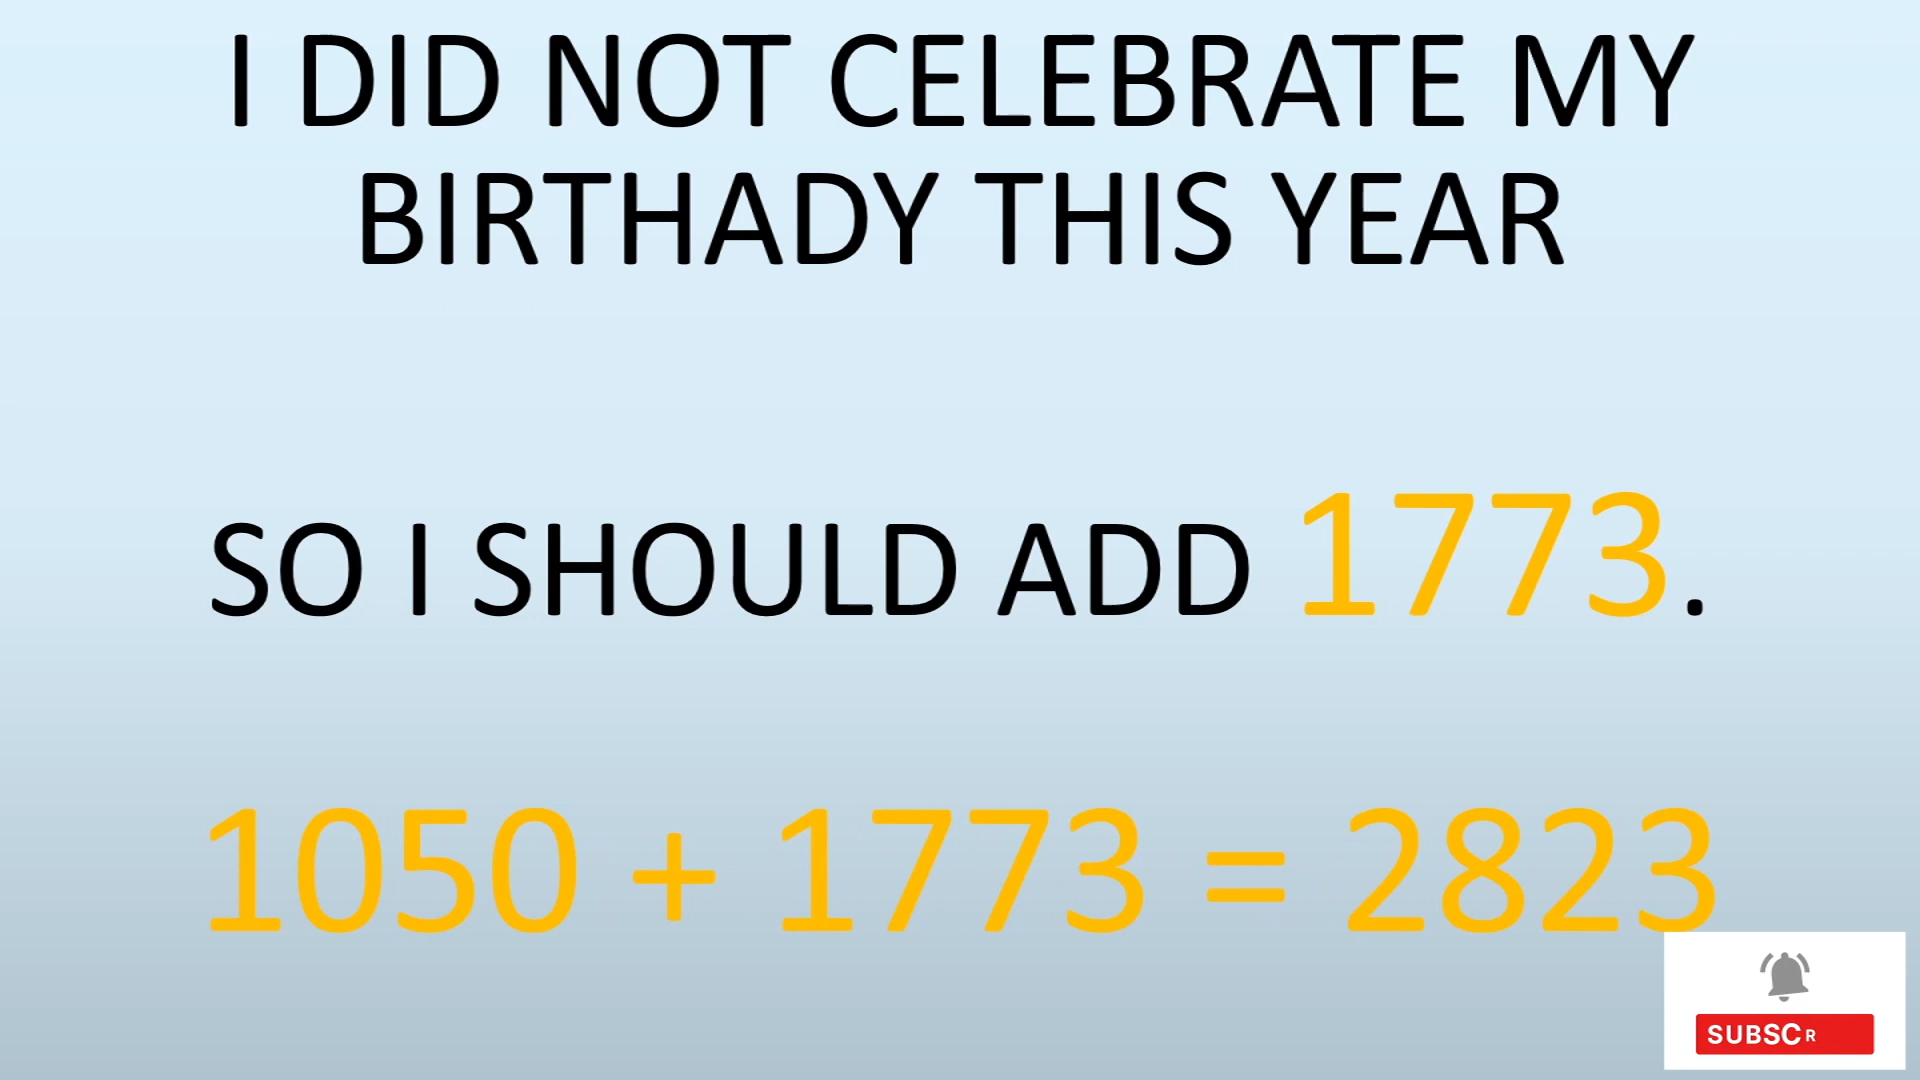 I DID NOT CELEBRATE MY
BIRTHADY THIS YEAR
SO I SHOULD ADD 1773.
1050 + 1773 = 2823
SUBSCR